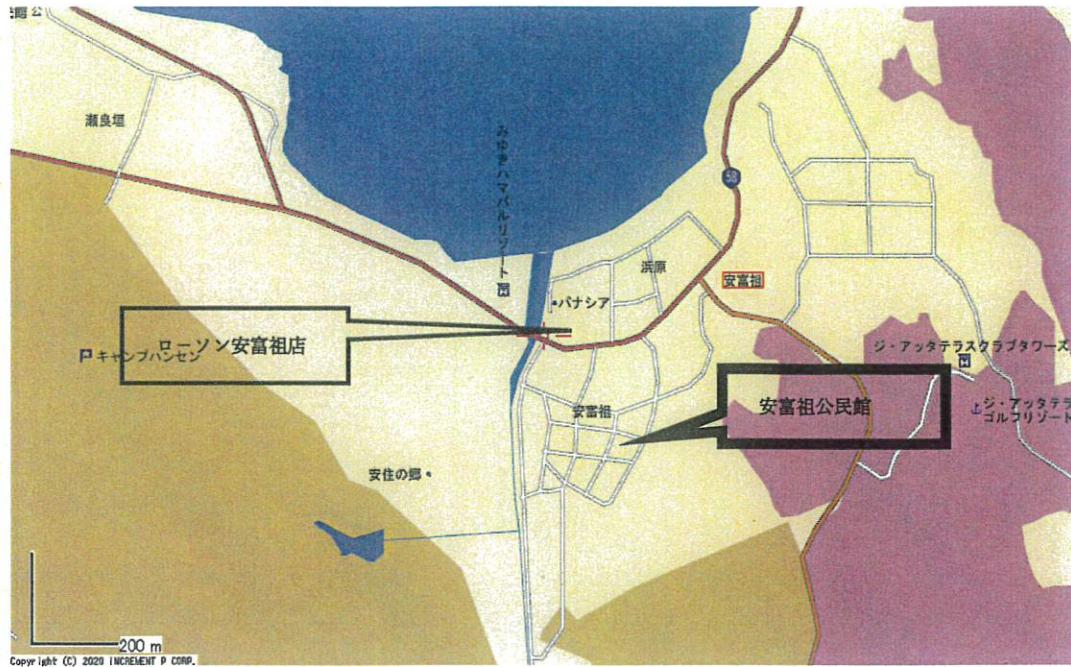 瀬良垣
みゆきハマバルリゾート
58
浜原
安富祖
パナシア
ローソン安富祖店
キャンプハンセン
ジ・アッタテラスクラブタワーズ
安富祖公民館
ジ・アッタテラ
ゴルフリゾート
安富祖
安住の郷
200 m
Copyright (C) 2020 INCREMENT P CORP.